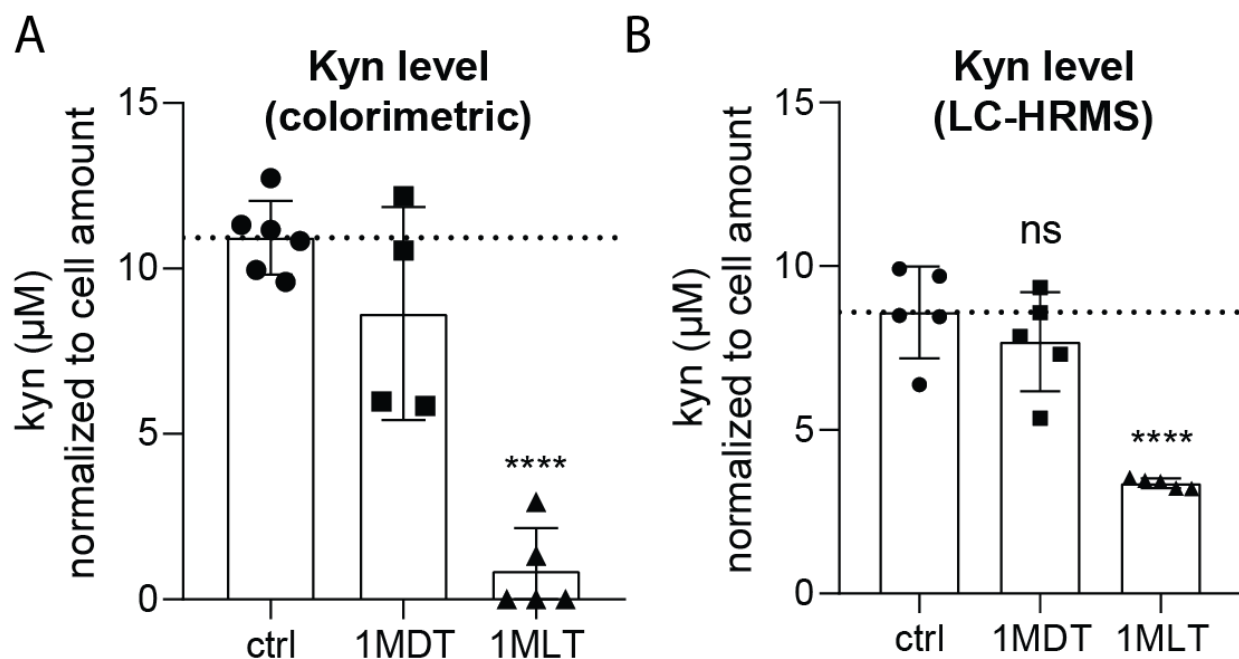 A
Kyn level
(colorimetric)
kyn (µM)
normalized to cell amount
15
10
5
0
****
ctrl
1MDT
1MLT
B
Kyn level
(LC-HRMS)
kyn (µM)
normalized to cell amount
15
10
5
0
ns
****
ctrl
1MDT
1MLT